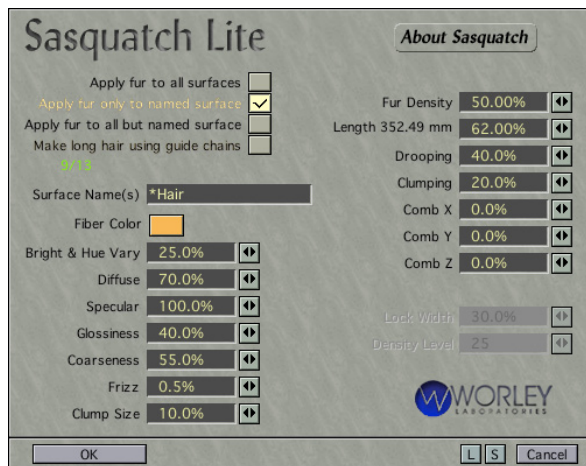 Sasquatch Lite
About Sasquatch
Apply fur to all surfaces
Apply fur only to named surface
Apply fur to all but named surface
Make long hair using guide chains
9/13
Surface Name(s) *Hair
Fiber Color
Bright & Hue Vary 25.0%
Diffuse 70.0%
Specular 100.0%
Glossiness 40.0%
Coarseness 55.0%
Frizz 0.5%
Clump Size 10.0%
Fur Density 50.00%
Length 352.49 mm 62.00%
Drooping 40.0%
Clumping 20.0%
Comb X 0.0%
Comb Y 0.0%
Comb Z 0.0%
Lock Width 30.0%
Density Level 25
WORLEY
LABORATORIES
OK
L S Cancel